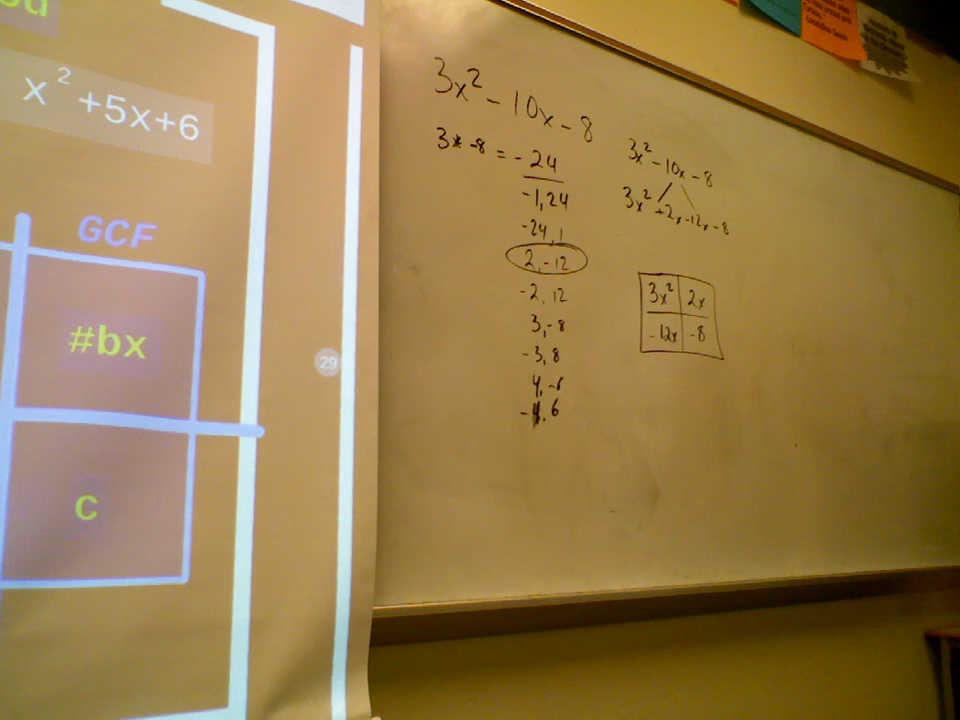 x² +5x+6
GCF
#bx
c
29
3x² - 10x - 8
3* -8 = - 24
-1, 24
-24, 1
2, -12
-2, 12
3, -8
-3, 8
4, -6
-4, 6
3x² - 10x - 8
3x² +2x -12x - 8
3x² 2x
-12x -8